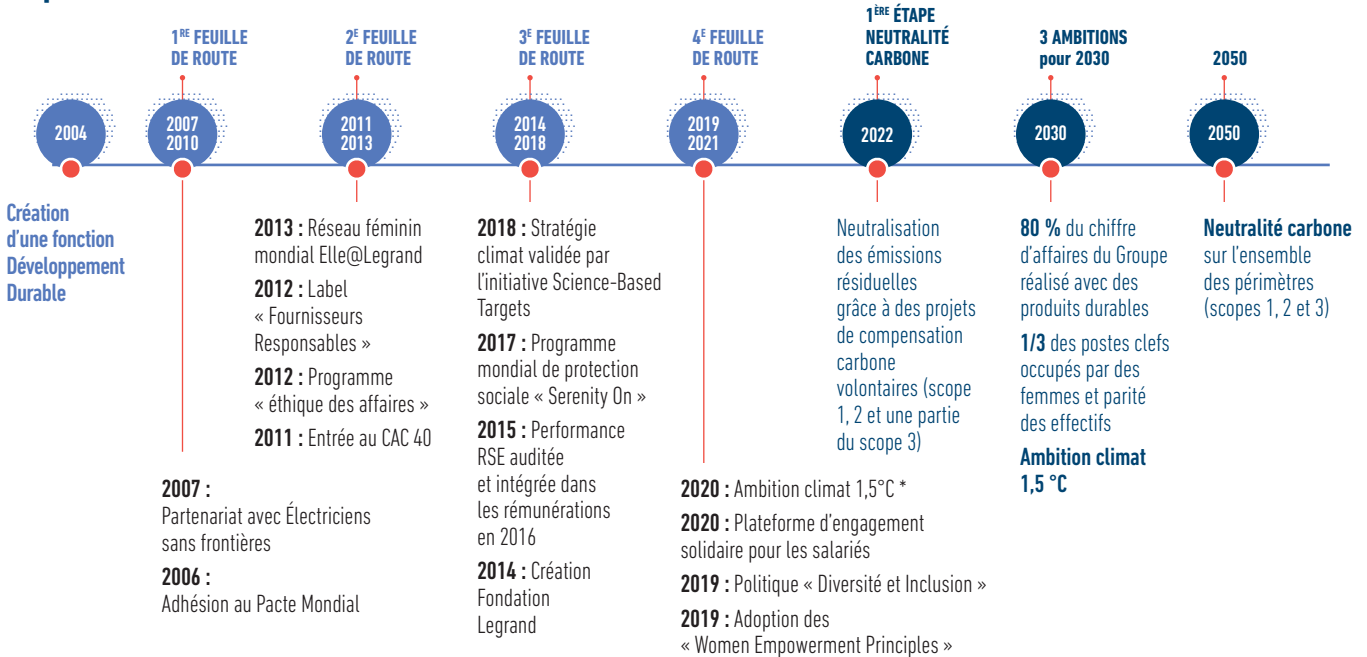 1RE FEUILLE
DE ROUTE
2E FEUILLE
DE ROUTE
3E FEUILLE
DE ROUTE
4E FEUILLE
DE ROUTE
1ÈRE ÉTAPE
NEUTRALITÉ
CARBONE
3 AMBITIONS
pour 2030
2050
2004
2007
2010
2011
2013
2014
2018
2019
2021
2022
2030
2050
Création
d'une fonction
Développement
Durable
2007 :
Partenariat avec Électriciens
sans frontières
2006 :
Adhésion au Pacte Mondial
2013 : Réseau féminin
mondial Elle@Legrand
2012 : Label
« Fournisseurs
Responsables »
2012 : Programme
« éthique des affaires »
2011 : Entrée au CAC 40
2018 : Stratégie
climat validée par
l'initiative Science-Based
Targets
2017 : Programme
mondial de protection
sociale « Serenity On »
2015 : Performance
RSE auditée
et intégrée dans
les rémunérations
en 2016
2014 : Création
Fondation
Legrand
2020 : Ambition climat 1,5°C *
2020 : Plateforme d'engagement
solidaire pour les salariés
2019 : Politique « Diversité et Inclusion »
2019 : Adoption des
« Women Empowerment Principles »
Neutralisation
des émissions
résiduelles
grâce à des projets
de compensation
carbone
volontaires (scope
1, 2 et une partie
du scope 3)
80 % du chiffre
d'affaires du Groupe
réalisé avec des
produits durables
1/3 des postes clefs
occupés par des
femmes et parité
des effectifs
Ambition climat
1,5 °C
Neutralité carbone
sur l'ensemble
des périmètres
(scopes 1, 2 et 3)